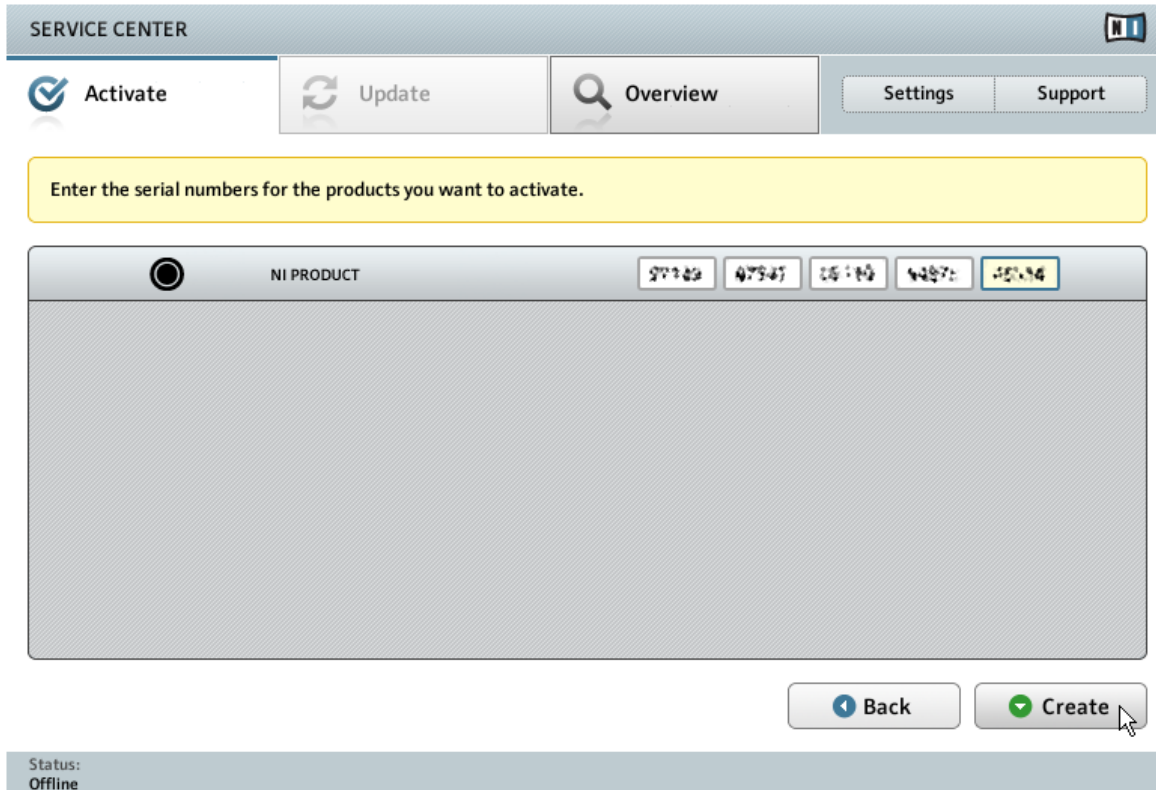 SERVICE CENTER
NI
Activate
Update
Overview
Settings
Support
Enter the serial numbers for the products you want to activate.
NI PRODUCT
Back
Create
Status:
Offline